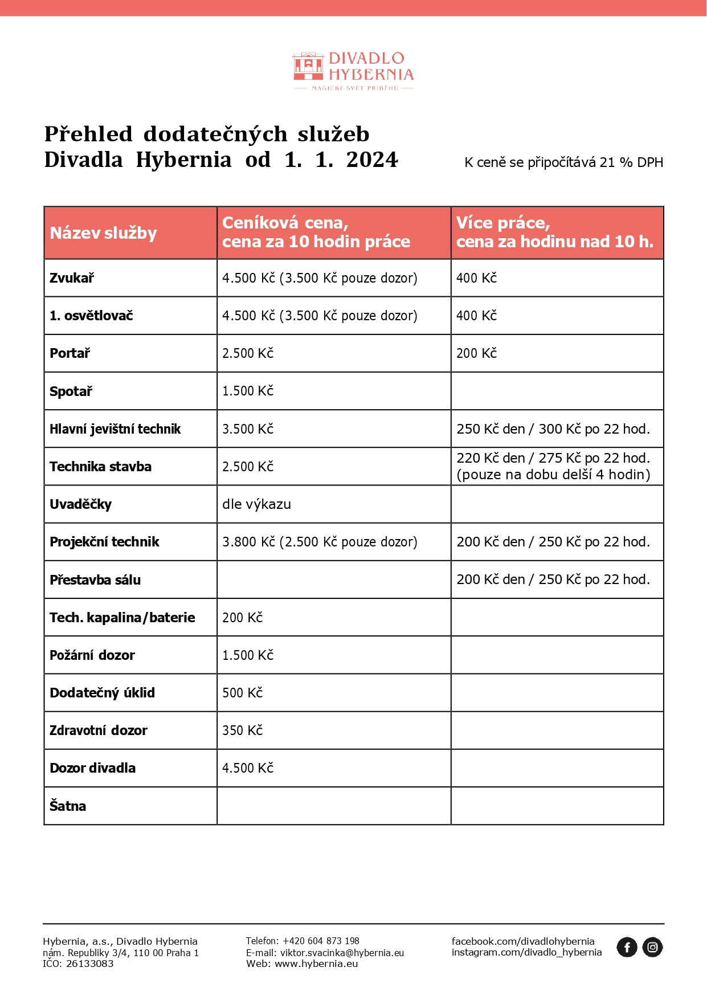 DIVADLO
HYBERNIA
MAGICKÝ SVĚT PŘÍBĚHŮ
Přehled dodatečných služeb
Divadla Hybernia od 1. 1. 2024
K ceně se připočítává 21 % DPH
Název služby
Ceníková cena,
cena za 10 hodin práce
Více práce,
cena za hodinu nad 10 h.
Zvukař
4.500 Kč (3.500 Kč pouze dozor)
400 Kč
1. osvětlovač
4.500 Kč (3.500 Kč pouze dozor)
400 Kč
Portař
2.500 Kč
200 Kč
Spotař
1.500 Kč
Hlavní jevištní technik
3.500 Kč
250 Kč den / 300 Kč po 22 hod.
Technika stavba
2.500 Kč
220 Kč den / 275 Kč po 22 hod.
(pouze na dobu delší 4 hodin)
Uvaděčky
dle výkazu
Projekční technik
3.800 Kč (2.500 Kč pouze dozor)
200 Kč den / 250 Kč po 22 hod.
Přestavba sálu
200 Kč den / 250 Kč po 22 hod.
Tech. kapalina/baterie
200 Kč
Požární dozor
1.500 Kč
Dodatečný úklid
500 Kč
Zdravotní dozor
350 Kč
Dozor divadla
4.500 Kč
Šatna
Hybernia, a.s., Divadlo Hybernia
nám. Republiky 3/4, 110 00 Praha 1
IČO: 26133083
Telefon: +420 604 873 198
E-mail: viktor.svacinka@hybernia.eu
Web: www.hybernia.eu
facebook.com/divadlohybernia
instagram.com/divadlo_hybernia